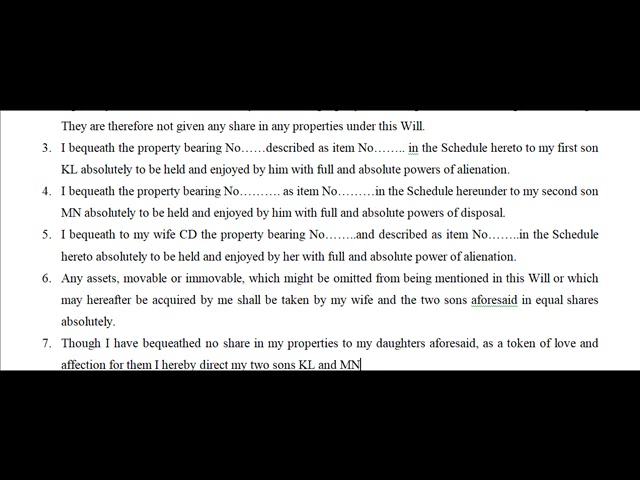 They are therefore not given any share in any properties under this Will.
3. I bequeath the property bearing No……described as item No…….. in the Schedule hereto to my first son
KL absolutely to be held and enjoyed by him with full and absolute powers of alienation.
4. I bequeath the property bearing No………. as item No………in the Schedule hereunder to my second son
MN absolutely to be held and enjoyed by him with full and absolute powers of disposal.
5. I bequeath to my wife CD the property bearing No……..and described as item No……..in the Schedule
hereto absolutely to be held and enjoyed by her with full and absolute power of alienation.
6. Any assets, movable or immovable, which might be omitted from being mentioned in this Will or which
may hereafter be acquired by me shall be taken by my wife and the two sons aforesaid in equal shares
absolutely.
7. Though I have bequeathed no share in my properties to my daughters aforesaid, as a token of love and
affection for them I hereby direct my two sons KL and MN